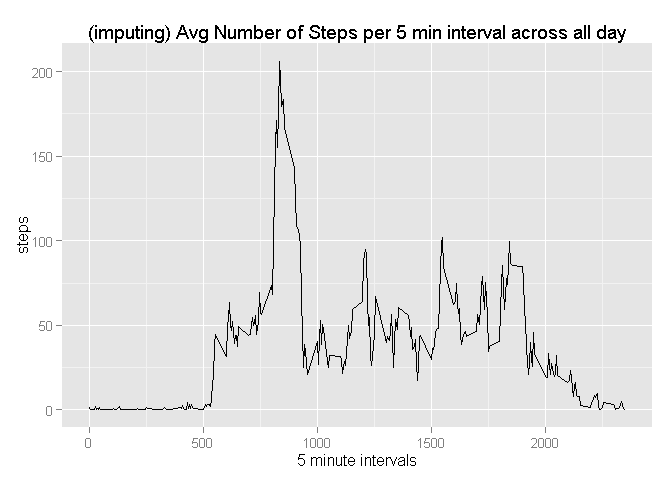 (imputing) Avg Number of Steps per 5 min interval across all day
200
150
100
50
0
steps
0 500 1000 1500 2000
5 minute intervals